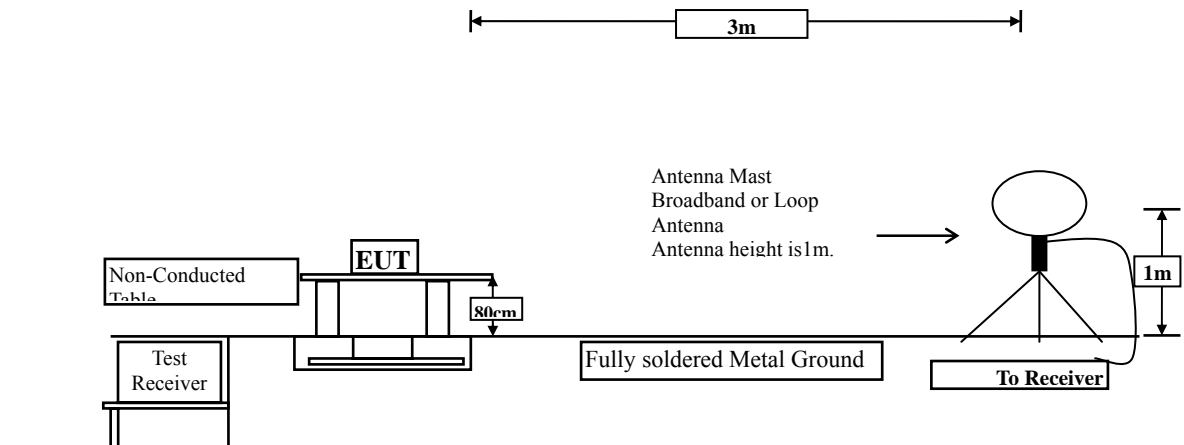 3m
Antenna Mast
Broadband or Loop
Antenna
Antenna height is1m.
EUT
Non-Conducted
Table
80cm
1m
Test
Receiver
Fully soldered Metal Ground
To Receiver